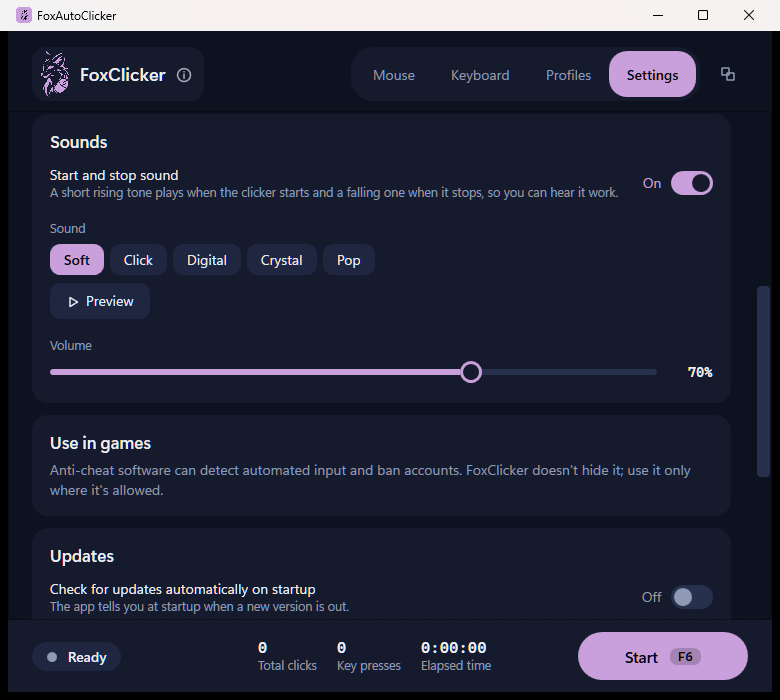 FoxAutoClicker
FoxClicker
Mouse
Keyboard
Profiles
Settings
Sounds
Start and stop sound
A short rising tone plays when the clicker starts and a falling one when it stops, so you can hear it work.
On
Sound
Soft
Click
Digital
Crystal
Pop
Preview
Volume
70%
Use in games
Anti-cheat software can detect automated input and ban accounts. FoxClicker doesn't hide it; use it only
where it's allowed.
Updates
Check for updates automatically on startup
The app tells you at startup when a new version is out.
Off
Ready
0
Total clicks
0
Key presses
0:00:00
Elapsed time
Start F6